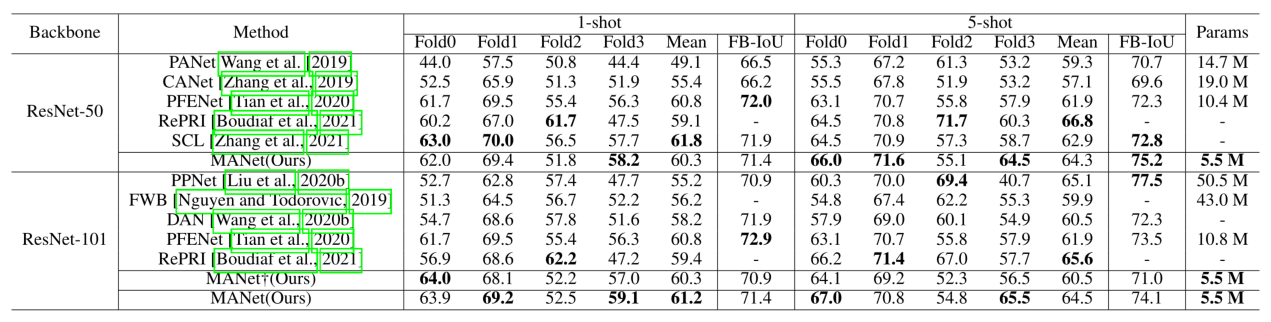 Backbone Method 1-shot 5-shot Params
Fold0 Fold1 Fold2 Fold3 Mean FB-IoU Fold0 Fold1 Fold2 Fold3 Mean FB-IoU
ResNet-50
PANet Wang et al. [2019] 44.0 57.5 50.8 44.4 49.1 66.5 55.3 67.2 61.3 53.2 59.3 70.7 14.7 M
CANet [Zhang et al., 2019] 52.5 65.9 51.3 51.9 55.4 66.2 55.5 67.8 51.9 53.2 57.1 69.6 19.0 M
PFENet [Tian et al., 2020] 61.7 69.5 55.4 56.3 60.8 72.0 63.1 70.7 55.8 57.9 61.9 72.3 10.4 M
RePRI [Boudiaf et al., 2021] 60.2 67.0 61.7 47.5 59.1 - 64.5 70.8 71.7 60.3 66.8 - -
SCL [Zhang et al., 2021] 63.0 70.0 56.5 57.7 61.8 71.9 64.5 70.9 57.3 58.7 62.9 72.8 -
MANet(Ours) 62.0 69.4 51.8 58.2 60.3 71.4 66.0 71.6 55.1 64.5 64.3 75.2 5.5 M
ResNet-101
PPNet [Liu et al., 2020b] 52.7 62.8 57.4 47.7 55.2 70.9 60.3 70.0 69.4 40.7 65.1 77.5 50.5 M
FWB [Nguyen and Todorovic, 2019] 51.3 64.5 56.7 52.2 56.2 - 54.8 67.4 62.2 55.3 59.9 - 43.0 M
DAN [Wang et al., 2020b] 54.7 68.6 57.8 51.6 58.2 71.9 57.9 69.0 60.1 54.9 60.5 72.3 -
PFENet [Tian et al., 2020] 61.7 69.5 55.4 56.3 60.8 72.9 63.1 70.7 55.8 57.9 61.9 73.5 10.8 M
RePRI [Boudiaf et al., 2021] 56.9 68.6 62.2 47.2 59.4 - 66.2 71.4 67.0 57.7 65.6 - -
MANet†(Ours) 64.0 68.1 52.2 57.0 60.3 70.9 64.1 69.2 52.3 56.5 60.5 71.0 5.5 M
MANet(Ours) 63.9 69.2 52.5 59.1 61.2 71.4 67.0 70.8 54.8 65.5 64.5 74.1 5.5 M